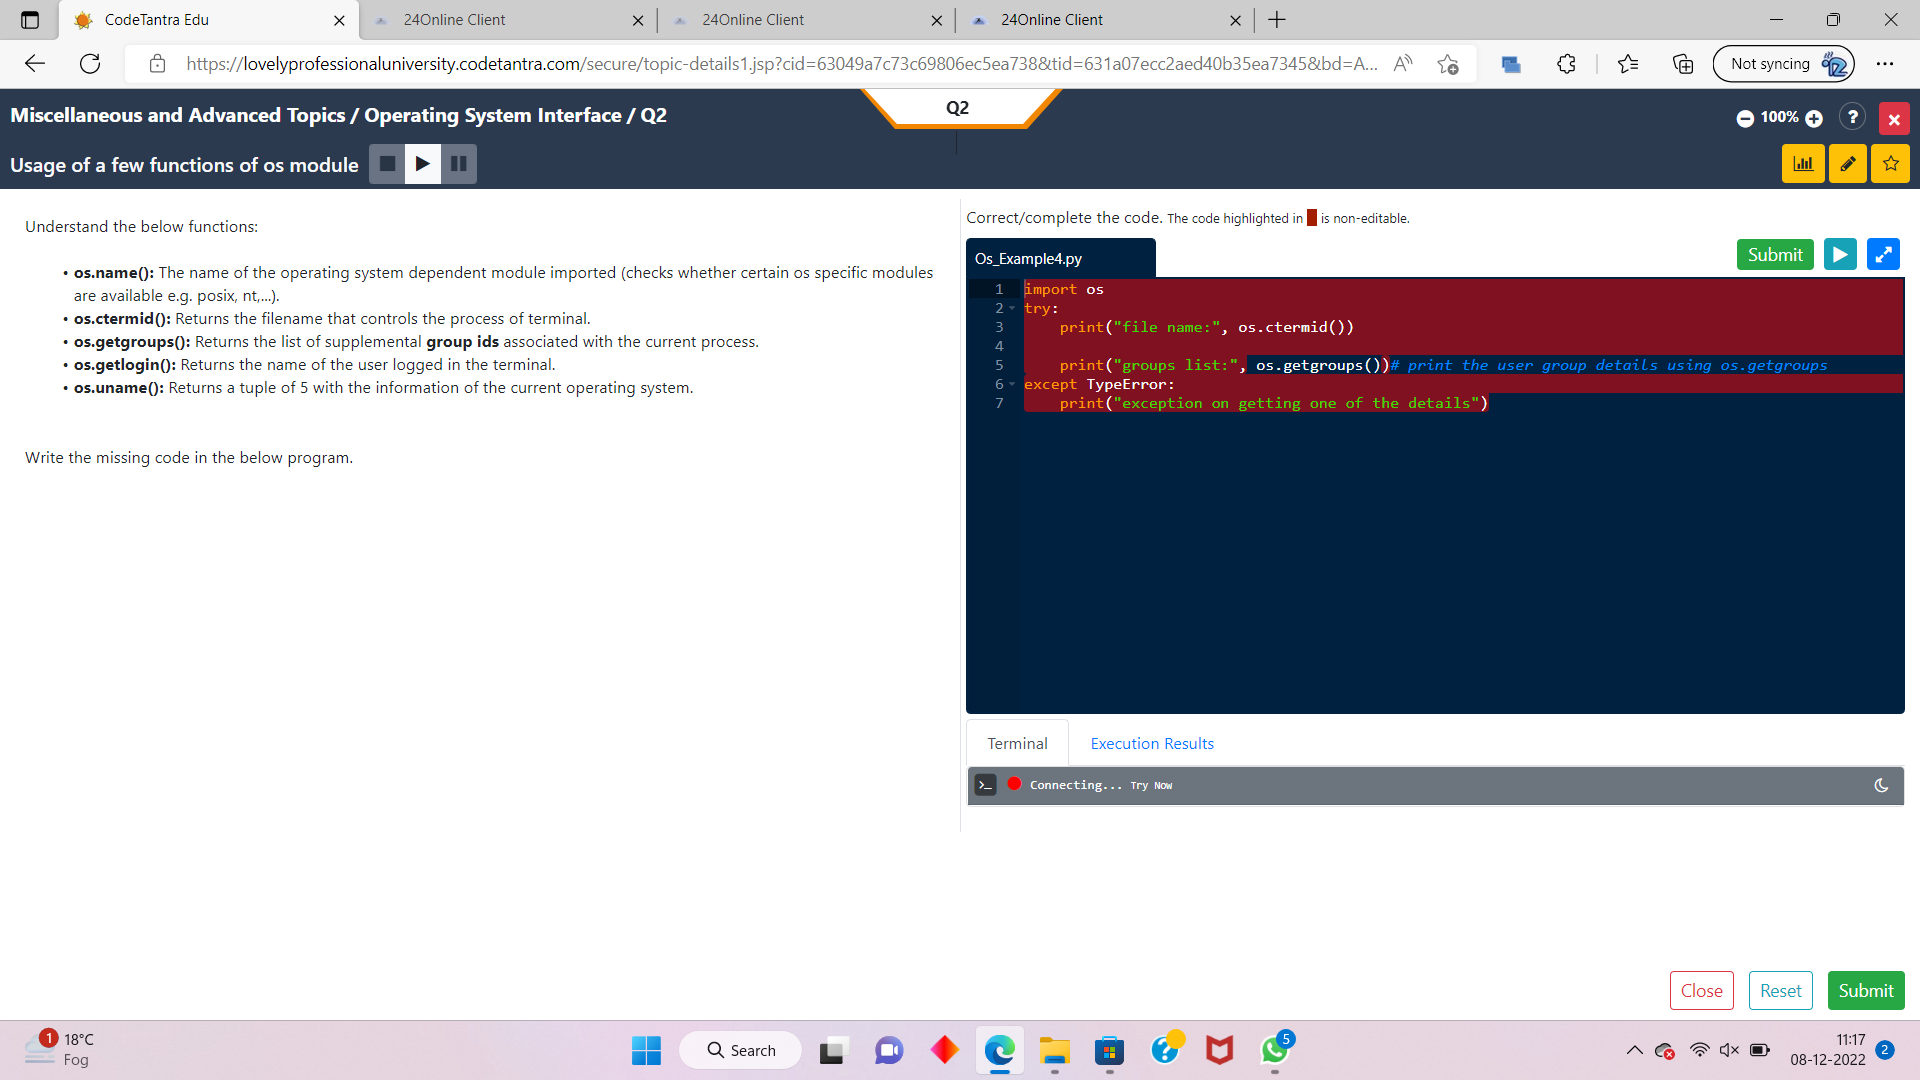 CodeTantra Edu
24Online Client
24Online Client
24Online Client
https://lovelyprofessionaluniversity.codetantra.com/secure/topic-details1.jsp?cid=63049a7c73c69806ec5ea738&tid=631a07ecc2aed40b35ea7345&bd=A...
Not syncing
Miscellaneous and Advanced Topics / Operating System Interface / Q2
Q2
100%
?
Usage of a few functions of os module
Understand the below functions:
• os.name(): The name of the operating system dependent module imported (checks whether certain os specific modules
are available e.g. posix, nt,...).
• os.ctermid(): Returns the filename that controls the process of terminal.
• os.getgroups(): Returns the list of supplemental group ids associated with the current process.
• os.getlogin(): Returns the name of the user logged in the terminal.
• os.uname(): Returns a tuple of 5 with the information of the current operating system.
Write the missing code in the below program.
Correct/complete the code. The code highlighted in is non-editable.
Os_Example4.py
Submit
1 import os
2 try:
3 print("file name:", os.ctermid())
4
5 print("groups list:", os.getgroups())# print the user group details using os.getgroups
6 except TypeError:
7 print("exception on getting one of the details")
Terminal
Execution Results
Connecting... Try Now
Close
Reset
Submit
1
18°C
Fog
Search
5
11:17
08-12-2022
2